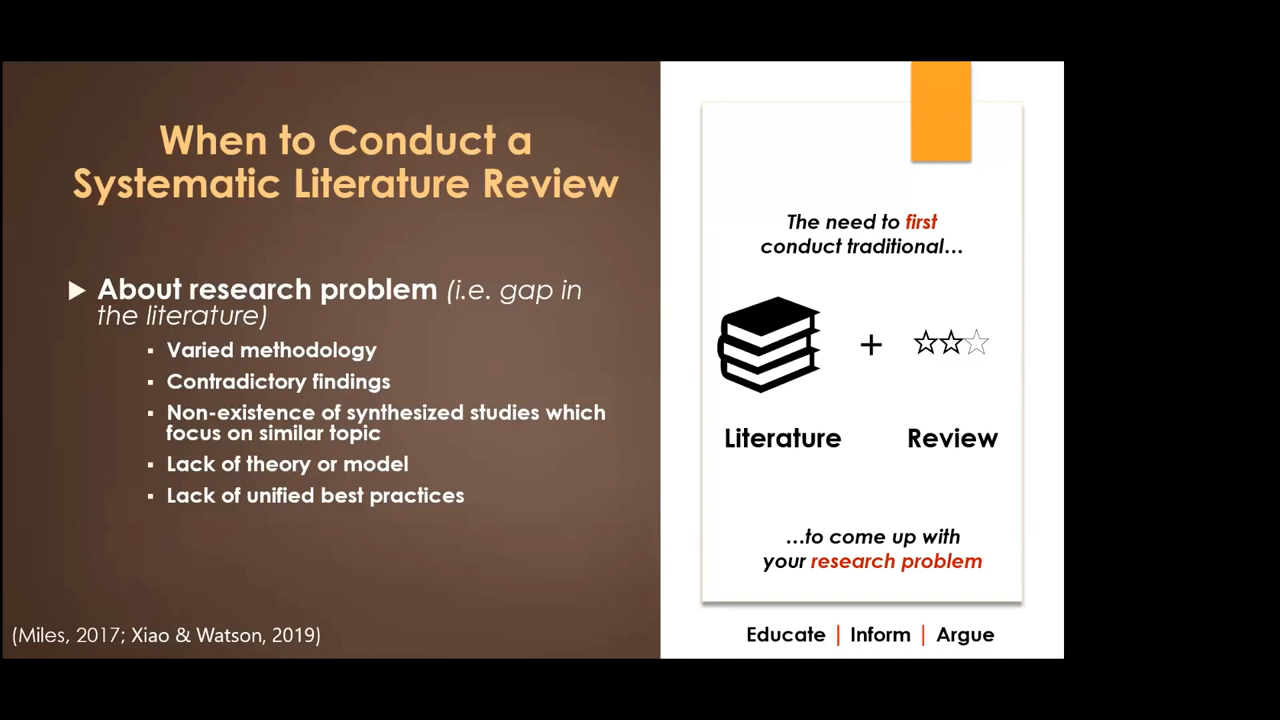 When to Conduct a
Systematic Literature Review
About research problem (i.e. gap in
the literature)
Varied methodology
Contradictory findings
Non-existence of synthesized studies which
focus on similar topic
Lack of theory or model
Lack of unified best practices
(Miles, 2017; Xiao & Watson, 2019)
The need to first
conduct traditional...
+
Literature Review
...to come up with
your research problem
Educate | Inform | Argue